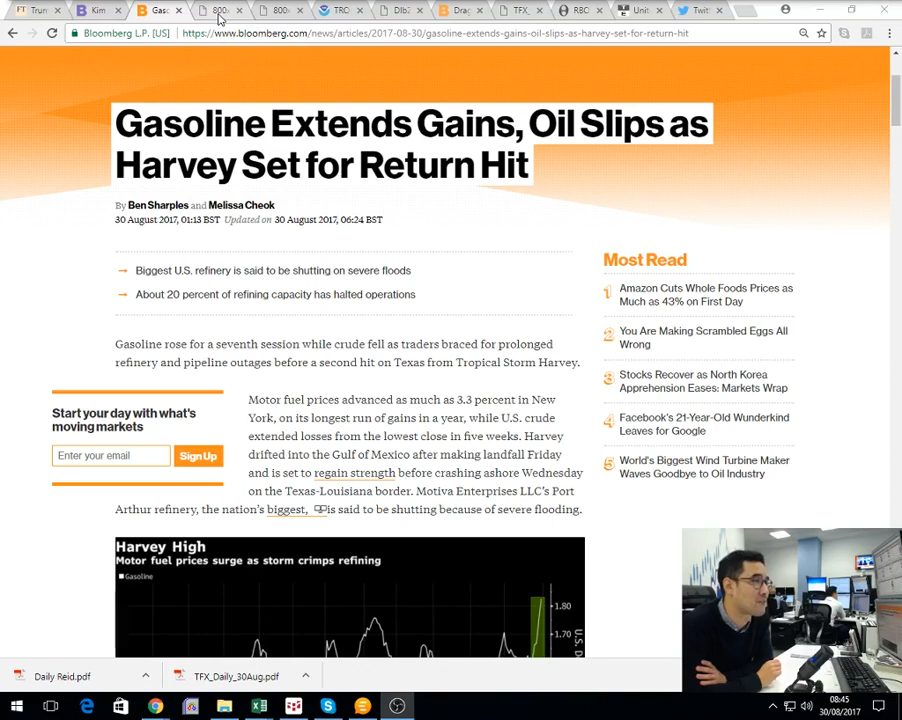 Trun
Kim
Gasc
800×
800×
TRO
Dlb7
Drag
TFX_
RBC
Unit
Twitt
Bloomberg L.P. [US]
https://www.bloomberg.com/news/articles/2017-08-30/gasoline-extends-gains-oil-slips-as-harvey-set-for-return-hit
Gasoline Extends Gains, Oil Slips as
Harvey Set for Return Hit
By Ben Sharples and Melissa Cheok
30 August 2017, 01:13 BST Updated on 30 August 2017, 06:24 BST
→ Biggest U.S. refinery is said to be shutting on severe floods
→ About 20 percent of refining capacity has halted operations
Gasoline rose for a seventh session while crude fell as traders braced for prolonged
refinery and pipeline outages before a second hit on Texas from Tropical Storm Harvey.
Start your day with what's
moving markets
Enter your email
Sign Up
Motor fuel prices advanced as much as 3.3 percent in New
York, on its longest run of gains in a year, while U.S. crude
extended losses from the lowest close in five weeks. Harvey
drifted into the Gulf of Mexico after making landfall Friday
and is set to regain strength before crashing ashore Wednesday
on the Texas-Louisiana border. Motiva Enterprises LLC's Port
Arthur refinery, the nation's biggest, is said to be shutting because of severe flooding.
Harvey High
Motor fuel prices surge as storm crimps refining
Gasoline
1.80
1.70
U.S. D
Most Read
1 Amazon Cuts Whole Foods Prices as
Much as 43% on First Day
2 You Are Making Scrambled Eggs All
Wrong
3 Stocks Recover as North Korea
Apprehension Eases: Markets Wrap
4 Facebook's 21-Year-Old Wunderkind
Leaves for Google
5 World's Biggest Wind Turbine Maker
Waves Goodbye to Oil Industry
Daily Reid.pdf
TFX_Daily_30Aug.pdf
08:45
30/08/2017